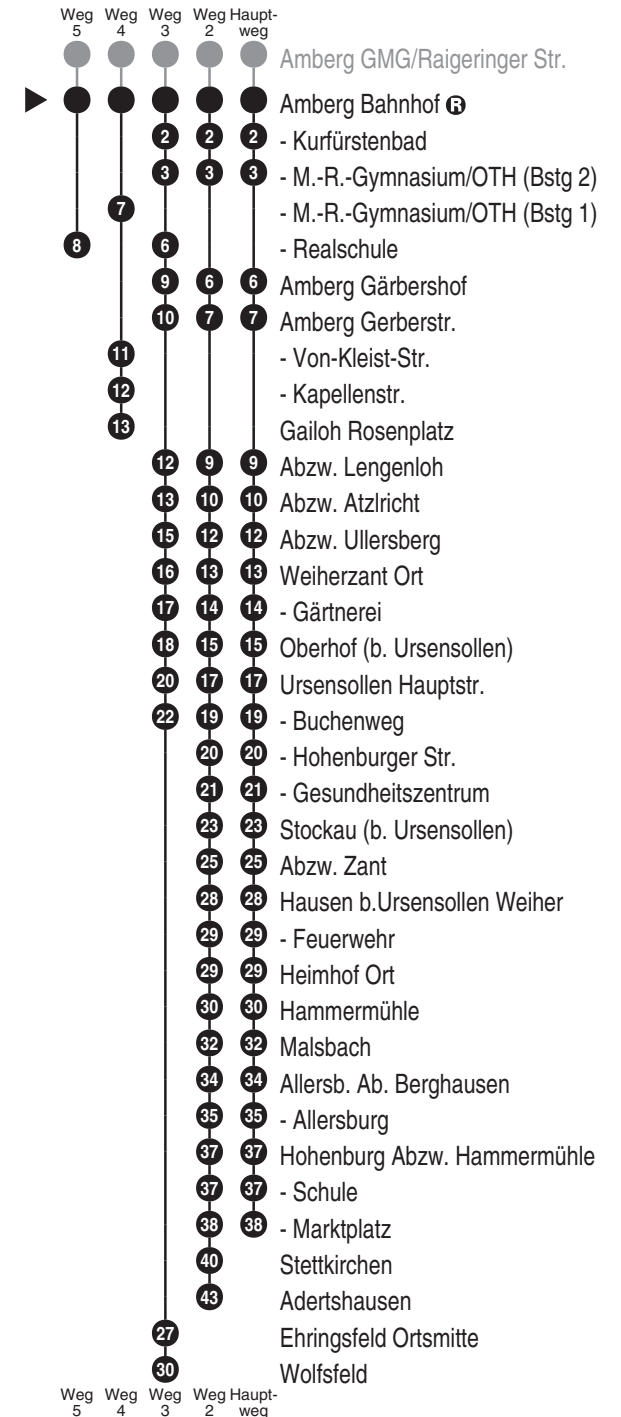 Weg Weg Weg Weg Haupt-
5 4 3 2 weg
Amberg GMG/Raigeringer Str.
Amberg Bahnhof R
2 2 2 - Kurfürstenbad
3 3 3 - M.-R.-Gymnasium/OTH (Bstg 2)
7 - M.-R.-Gymnasium/OTH (Bstg 1)
8 6 - Realschule
9 6 6 Amberg Gärbershof
10 7 7 Amberg Gerberstr.
11 - Von-Kleist-Str.
12 - Kapellenstr.
13 Gailoh Rosenplatz
12 9 9 Abzw. Lengenloh
13 10 10 Abzw. Atzlricht
15 12 12 Abzw. Ullersberg
16 13 13 Weiherzant Ort
17 14 14 - Gärtnerei
18 15 15 Oberhof (b. Ursensollen)
20 17 17 Ursensollen Hauptstr.
22 19 19 - Buchenweg
20 20 - Hohenburger Str.
21 21 - Gesundheitszentrum
23 23 Stockau (b. Ursensollen)
25 25 Abzw. Zant
28 28 Hausen b.Ursensollen Weiher
29 29 - Feuerwehr
29 29 Heimhof Ort
30 30 Hammermühle
32 32 Malsbach
34 34 Allersb. Ab. Berghausen
35 35 - Allersburg
37 37 Hohenburg Abzw. Hammermühle
37 37 - Schule
38 38 - Marktplatz
40 Stettkirchen
43 Adertshausen
27 Ehringsfeld Ortsmitte
30 Wolfsfeld
Weg Weg Weg Weg Haupt-
5 4 3 2 weg